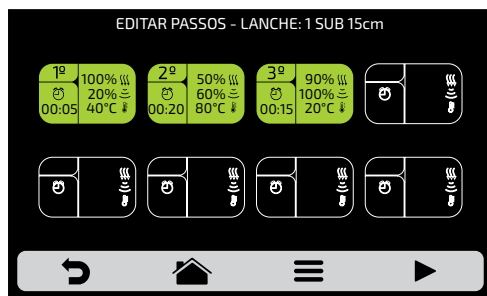 EDITAR PASSOS - LANCHE: 1 SUB 15cm
1º 100%
20%
00:05 40°C
2º 50%
60%
00:20 80°C
3º 90%
100%
00:15 20°C